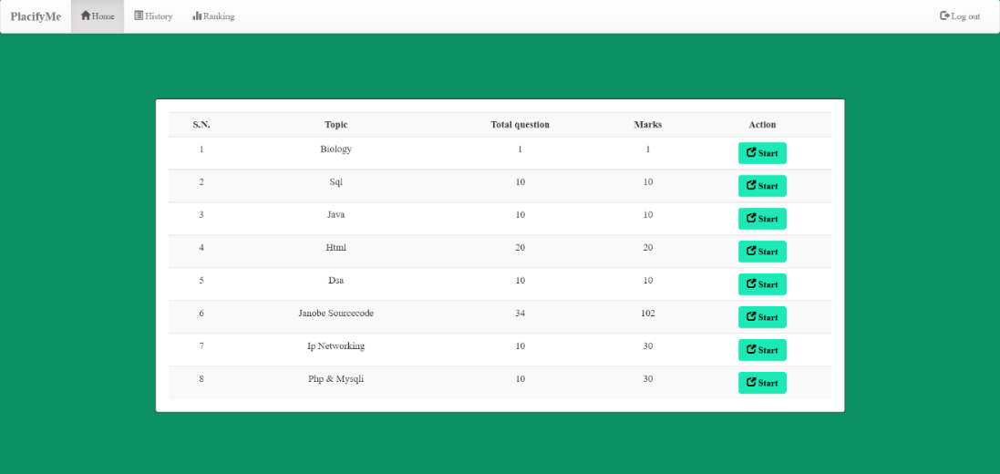 PlacifyMe Home History Ranking Log out
S.N. Topic Total question Marks Action
1 Biology 1 1 Start
2 Sql 10 10 Start
3 Java 10 10 Start
4 Html 20 20 Start
5 Dsa 10 10 Start
6 Janobe Sourcecode 34 102 Start
7 Ip Networking 10 30 Start
8 Php & Mysqli 10 30 Start